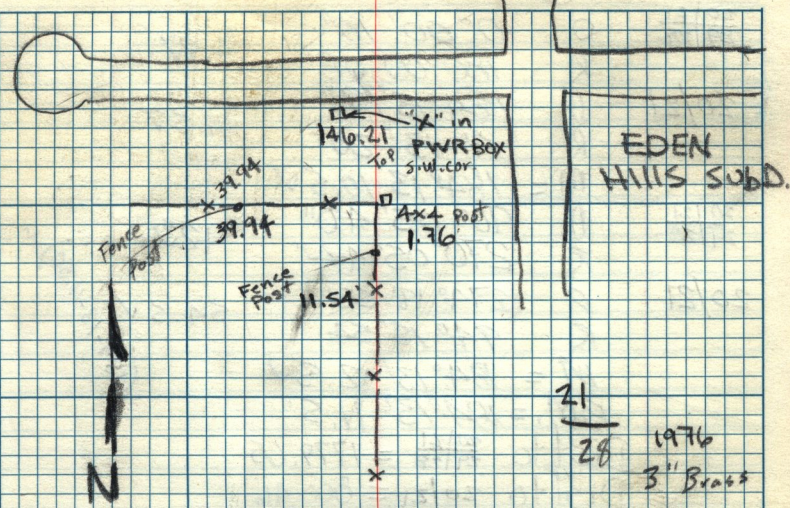 "X" in
PWR BOX
S.W. cor
146.21
Top
EDEN
Hills SubD.
39.94
39.94
Fence
Post
4x4 post
1.76'
Fence
Post
11.54'
21
28
1976
3" Brass
N